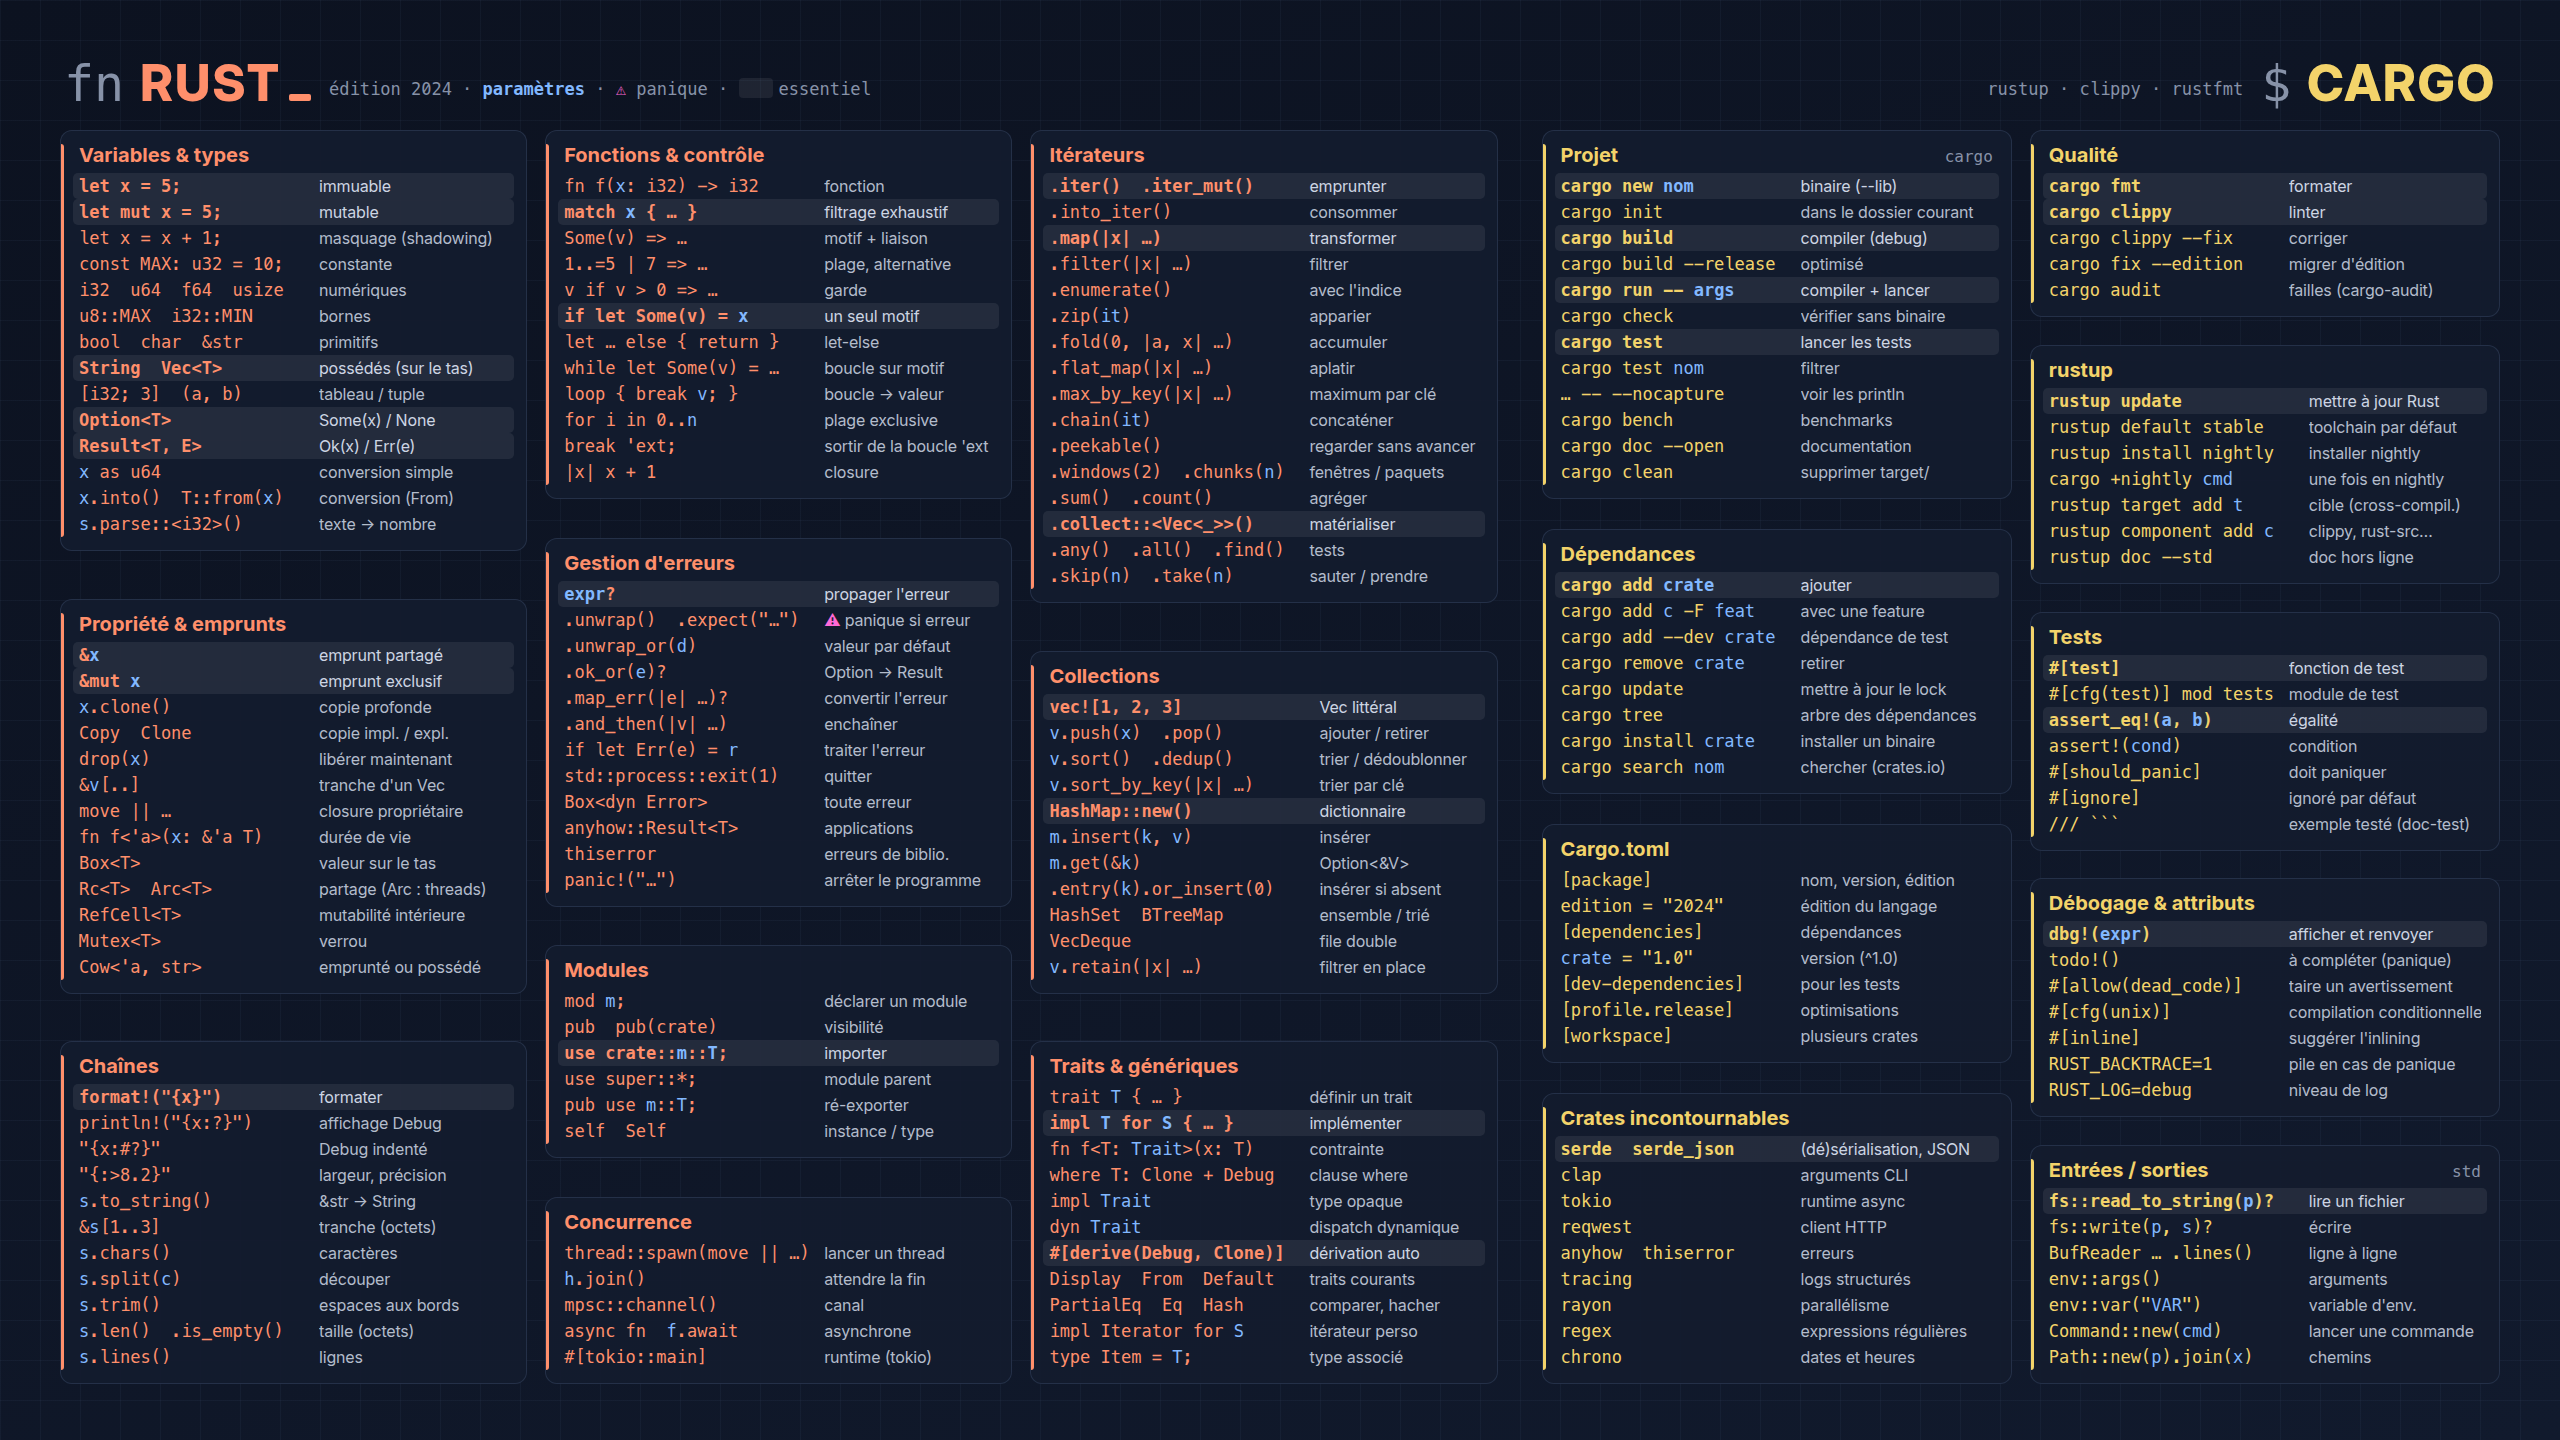 fn RUST_ édition 2024 · paramètres · ⚠ panique · essentiel
rustup · clippy · rustfmt $ CARGO
Variables & types
let x = 5; immuable
let mut x = 5; mutable
let x = x + 1; masquage (shadowing)
const MAX: u32 = 10; constante
i32 u64 f64 usize numériques
u8::MAX i32::MIN bornes
bool char &str primitifs
String Vec<T> possédés (sur le tas)
[i32; 3] (a, b) tableau / tuple
Option<T> Some(x) / None
Result<T, E> Ok(x) / Err(e)
x as u64 conversion simple
x.into() T::from(x) conversion (From)
s.parse::<i32>() texte → nombre
Propriété & emprunts
&x emprunt partagé
&mut x emprunt exclusif
x.clone() copie profonde
Copy Clone copie impl. / expl.
drop(x) libérer maintenant
&v[..] tranche d'un Vec
move || … closure propriétaire
fn f<'a>(x: &'a T) durée de vie
Box<T> valeur sur le tas
Rc<T> Arc<T> partage (Arc : threads)
RefCell<T> mutabilité intérieure
Mutex<T> verrou
Cow<'a, str> emprunté ou possédé
Chaînes
format!("{x}") formater
println!("{x:?}") affichage Debug
"{x:#?}" Debug indenté
"{:>8.2}" largeur, précision
s.to_string() &str → String
&s[1..3] tranche (octets)
s.chars() caractères
s.split(c) découper
s.trim() espaces aux bords
s.len() .is_empty() taille (octets)
s.lines() lignes
Fonctions & contrôle
fn f(x: i32) -> i32 fonction
match x { … } filtrage exhaustif
Some(v) => … motif + liaison
1..=5 | 7 => … plage, alternative
v if v > 0 => … garde
if let Some(v) = x un seul motif
let … else { return } let-else
while let Some(v) = … boucle sur motif
loop { break v; } boucle → valeur
for i in 0..n plage exclusive
break 'ext; sortir de la boucle 'ext
|x| x + 1 closure
Gestion d'erreurs
expr? propager l'erreur
.unwrap() .expect("…") ⚠ panique si erreur
.unwrap_or(d) valeur par défaut
.ok_or(e)? Option → Result
.map_err(|e| …)? convertir l'erreur
.and_then(|v| …) enchaîner
if let Err(e) = r traiter l'erreur
std::process::exit(1) quitter
Box<dyn Error> toute erreur
anyhow::Result<T> applications
thiserror erreurs de biblio.
panic!("…") arrêter le programme
Modules
mod m; déclarer un module
pub pub(crate) visibilité
use crate::m::T; importer
use super::*; module parent
pub use m::T; ré-exporter
self Self instance / type
Concurrence
thread::spawn(move || …) lancer un thread
h.join() attendre la fin
mpsc::channel() canal
async fn f.await asynchrone
#[tokio::main] runtime (tokio)
Itérateurs
.iter() .iter_mut() emprunter
.into_iter() consommer
.map(|x| …) transformer
.filter(|x| …) filtrer
.enumerate() avec l'indice
.zip(it) apparier
.fold(0, |a, x| …) accumuler
.flat_map(|x| …) aplatir
.max_by_key(|x| …) maximum par clé
.chain(it) concaténer
.peekable() regarder sans avancer
.windows(2) .chunks(n) fenêtres / paquets
.sum() .count() agréger
.collect::<Vec<_>>() matérialiser
.any() .all() .find() tests
.skip(n) .take(n) sauter / prendre
Collections
vec![1, 2, 3] Vec littéral
v.push(x) .pop() ajouter / retirer
v.sort() .dedup() trier / dédoublonner
v.sort_by_key(|x| …) trier par clé
HashMap::new() dictionnaire
m.insert(k, v) insérer
m.get(&k) Option<&V>
.entry(k).or_insert(0) insérer si absent
HashSet BTreeMap ensemble / trié
VecDeque file double
v.retain(|x| …) filtrer en place
Traits & génériques
trait T { … } définir un trait
impl T for S { … } implémenter
fn f<T: Trait>(x: T) contrainte
where T: Clone + Debug clause where
impl Trait type opaque
dyn Trait dispatch dynamique
#[derive(Debug, Clone)] dérivation auto
Display From Default traits courants
PartialEq Eq Hash comparer, hacher
impl Iterator for S itérateur perso
type Item = T; type associé
Projet cargo
cargo new nom binaire (--lib)
cargo init dans le dossier courant
cargo build compiler (debug)
cargo build --release optimisé
cargo run -- args compiler + lancer
cargo check vérifier sans binaire
cargo test lancer les tests
cargo test nom filtrer
… -- --nocapture voir les println
cargo bench benchmarks
cargo doc --open documentation
cargo clean supprimer target/
Dépendances
cargo add crate ajouter
cargo add c -F feat avec une feature
cargo add --dev crate dépendance de test
cargo remove crate retirer
cargo update mettre à jour le lock
cargo tree arbre des dépendances
cargo install crate installer un binaire
cargo search nom chercher (crates.io)
Cargo.toml
[package] nom, version, édition
edition = "2024" édition du langage
[dependencies] dépendances
crate = "1.0" version (^1.0)
[dev-dependencies] pour les tests
[profile.release] optimisations
[workspace] plusieurs crates
Crates incontournables
serde serde_json (dé)sérialisation, JSON
clap arguments CLI
tokio runtime async
reqwest client HTTP
anyhow thiserror erreurs
tracing logs structurés
rayon parallélisme
regex expressions régulières
chrono dates et heures
Qualité
cargo fmt formater
cargo clippy linter
cargo clippy --fix corriger
cargo fix --edition migrer d'édition
cargo audit failles (cargo-audit)
rustup
rustup update mettre à jour Rust
rustup default stable toolchain par défaut
rustup install nightly installer nightly
cargo +nightly cmd une fois en nightly
rustup target add t cible (cross-compil.)
rustup component add c clippy, rust-src…
rustup doc --std doc hors ligne
Tests
#[test] fonction de test
#[cfg(test)] mod tests module de test
assert_eq!(a, b) égalité
assert!(cond) condition
#[should_panic] doit paniquer
#[ignore] ignoré par défaut
/// ``` exemple testé (doc-test)
Débogage & attributs
dbg!(expr) afficher et renvoyer
todo!() à compléter (panique)
#[allow(dead_code)] taire un avertissement
#[cfg(unix)] compilation conditionnelle
#[inline] suggérer l'inlining
RUST_BACKTRACE=1 pile en cas de panique
RUST_LOG=debug niveau de log
Entrées / sorties std
fs::read_to_string(p)? lire un fichier
fs::write(p, s)? écrire
BufReader … .lines() ligne à ligne
env::args() arguments
env::var("VAR") variable d'env.
Command::new(cmd) lancer une commande
Path::new(p).join(x) chemins